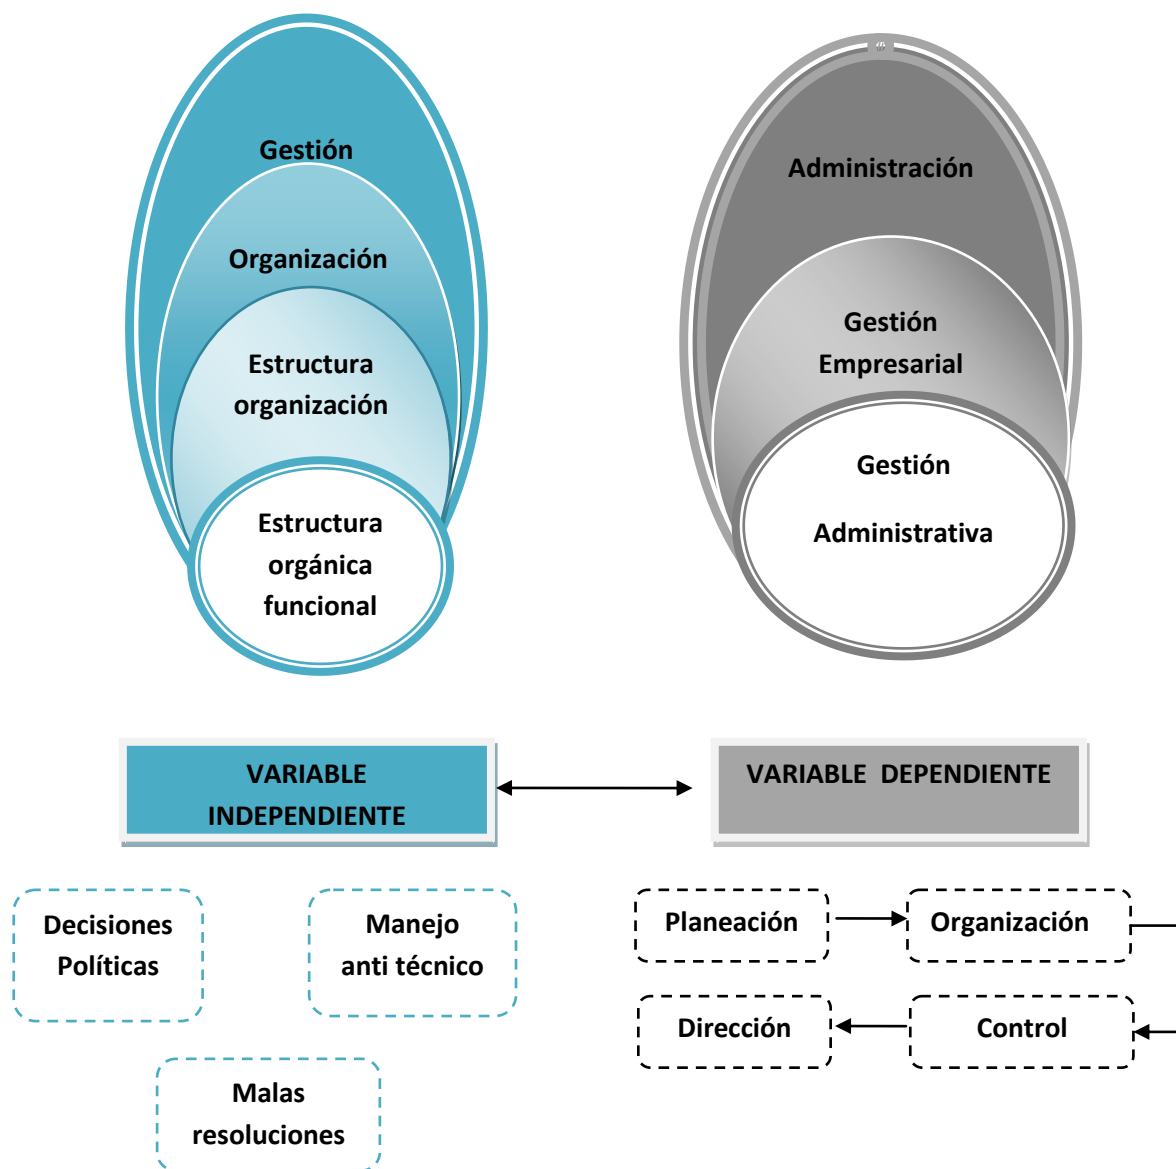 Gestión
Organización
Estructura
organización
Estructura
orgánica
funcional
Administración
Gestión
Empresarial
Gestión
Administrativa
VARIABLE
INDEPENDIENTE
VARIABLE DEPENDIENTE
Decisiones
Políticas
Manejo
anti técnico
Malas
resoluciones
Planeación
Organización
Dirección
Control